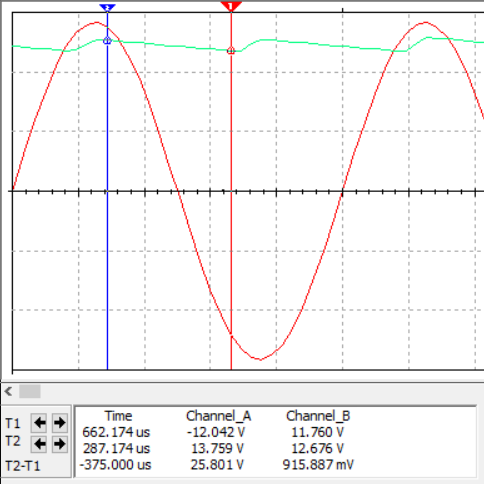 2 1
<
T1
T2
T2-T1
Time Channel_A Channel_B
662.174 us -12.042 V 11.760 V
287.174 us 13.759 V 12.676 V
-375.000 us 25.801 V 915.887 mV